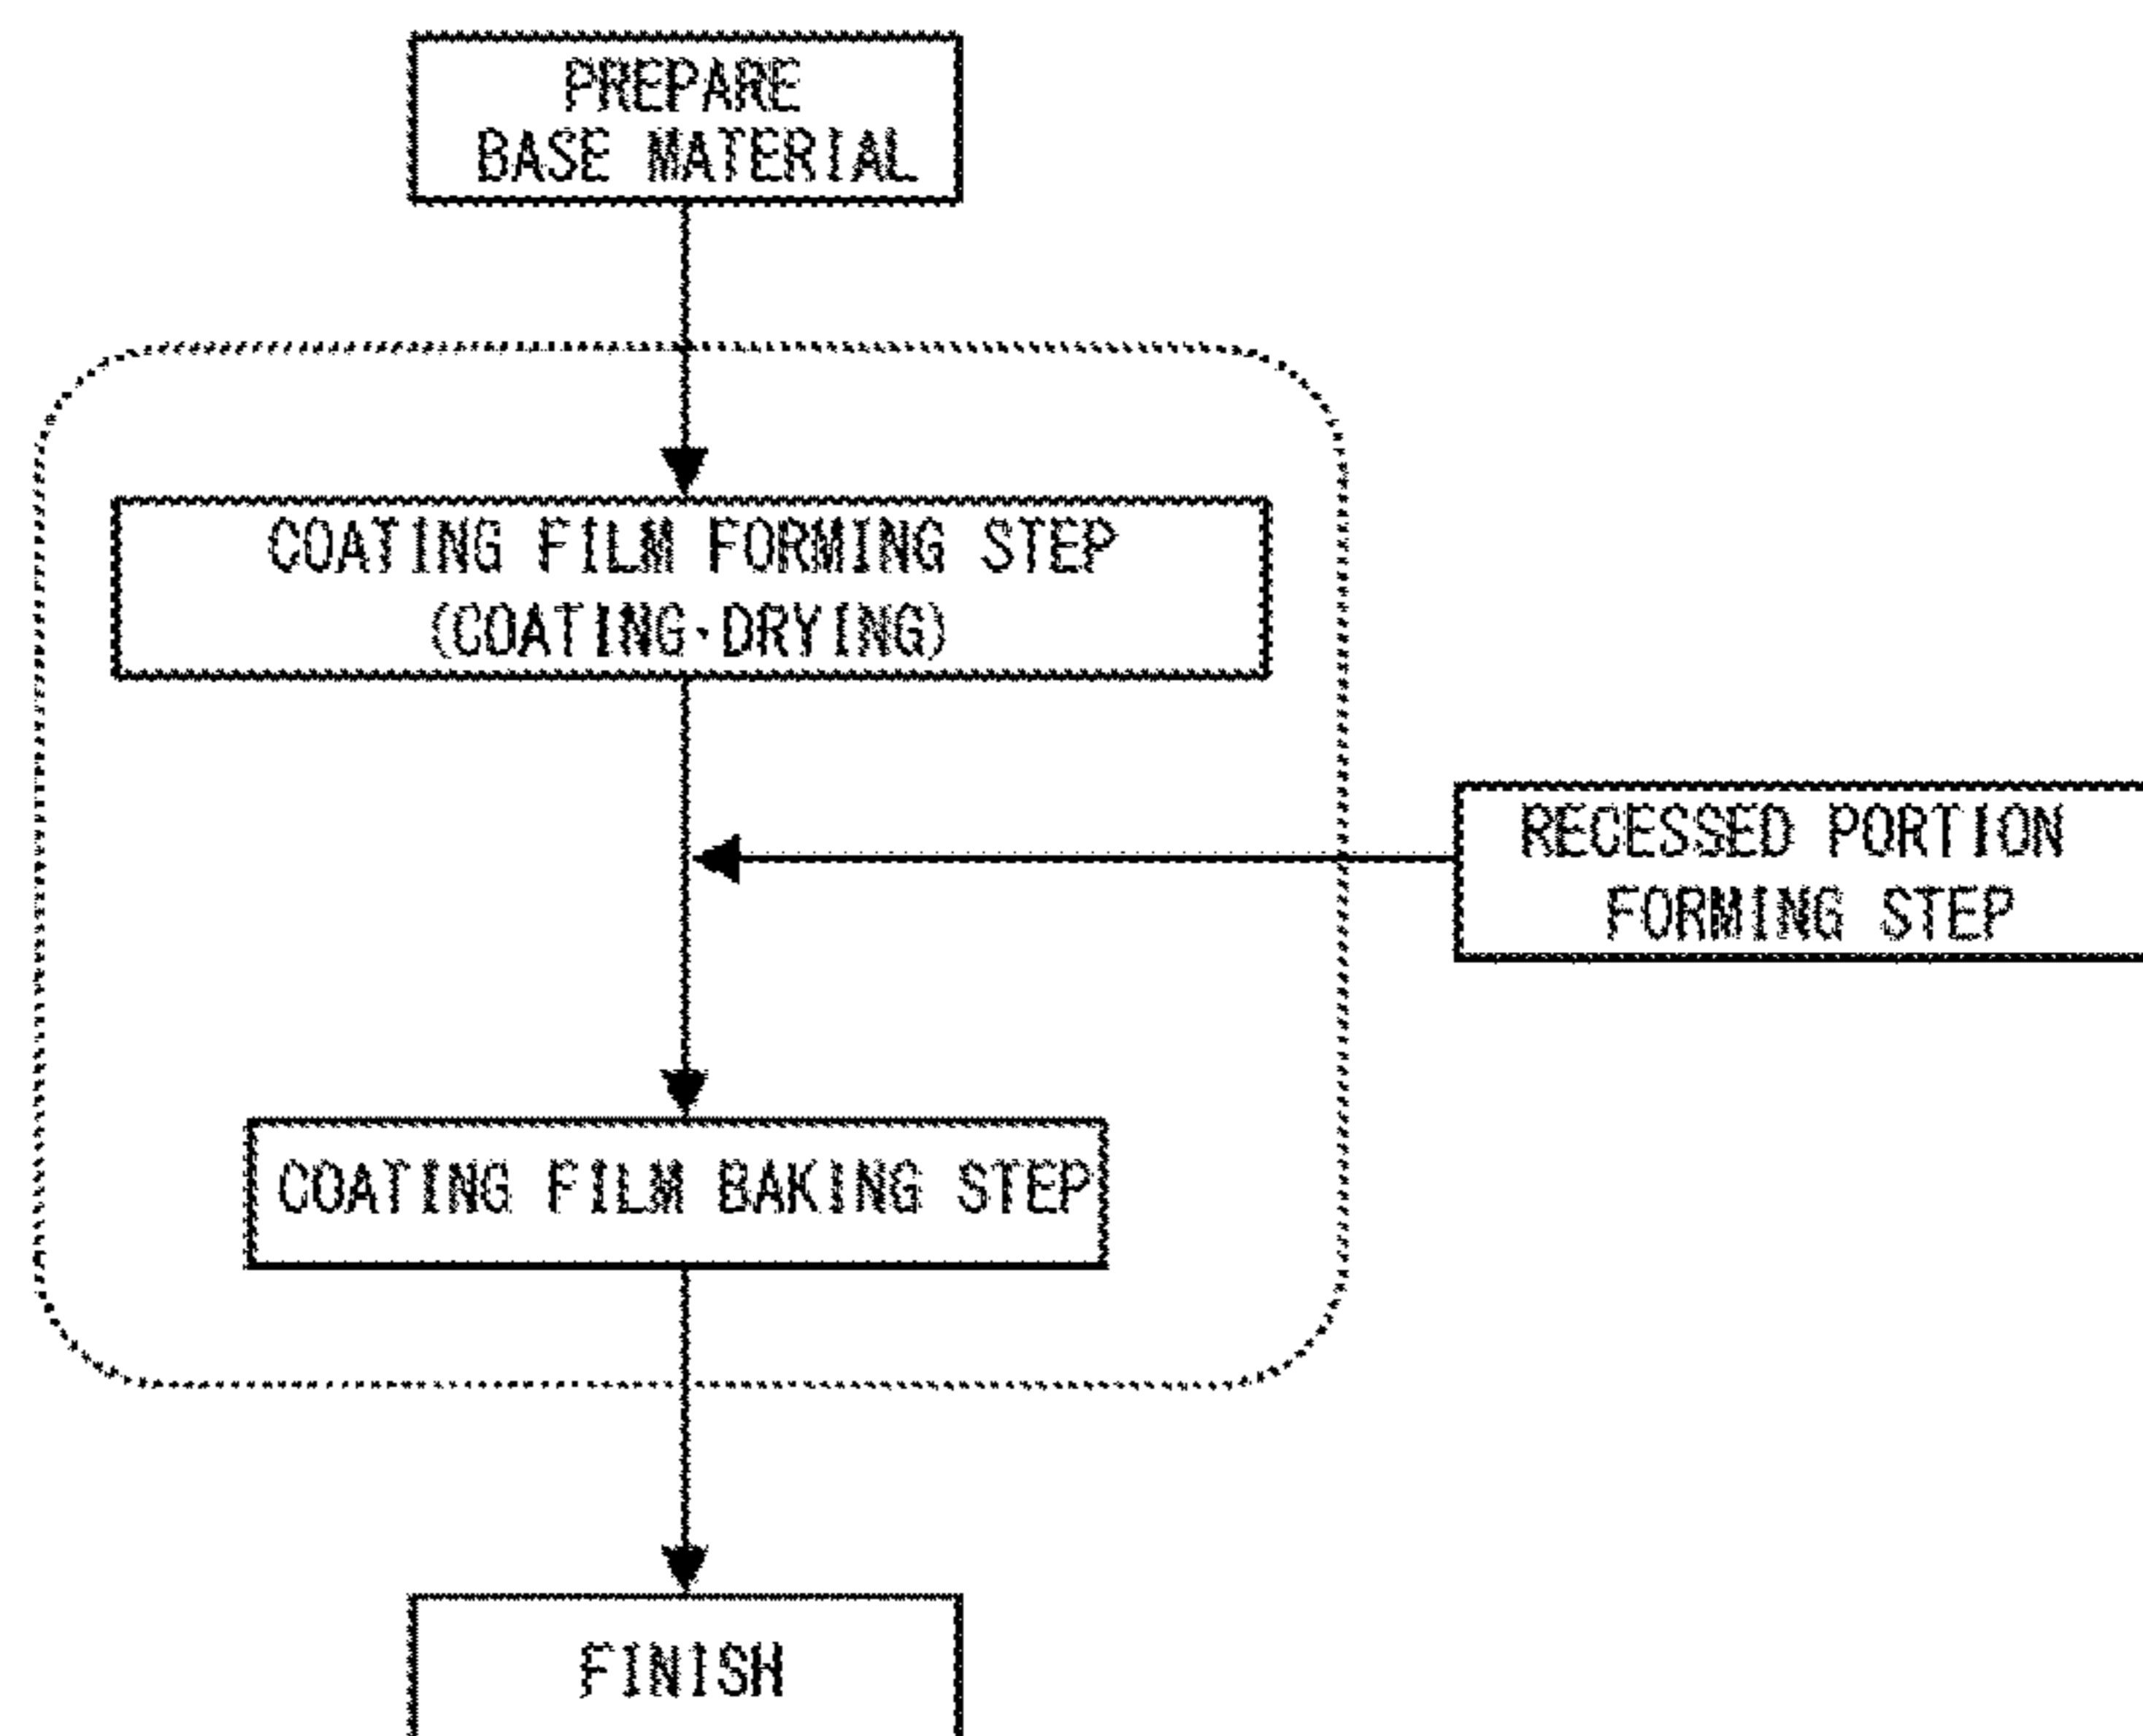 PREPARE
BASE MATERIAL
COATING FILM FORMING STEP
(COATING·DRYING)
RECESSED PORTION
FORMING STEP
COATING FILM BAKING STEP
FINISH